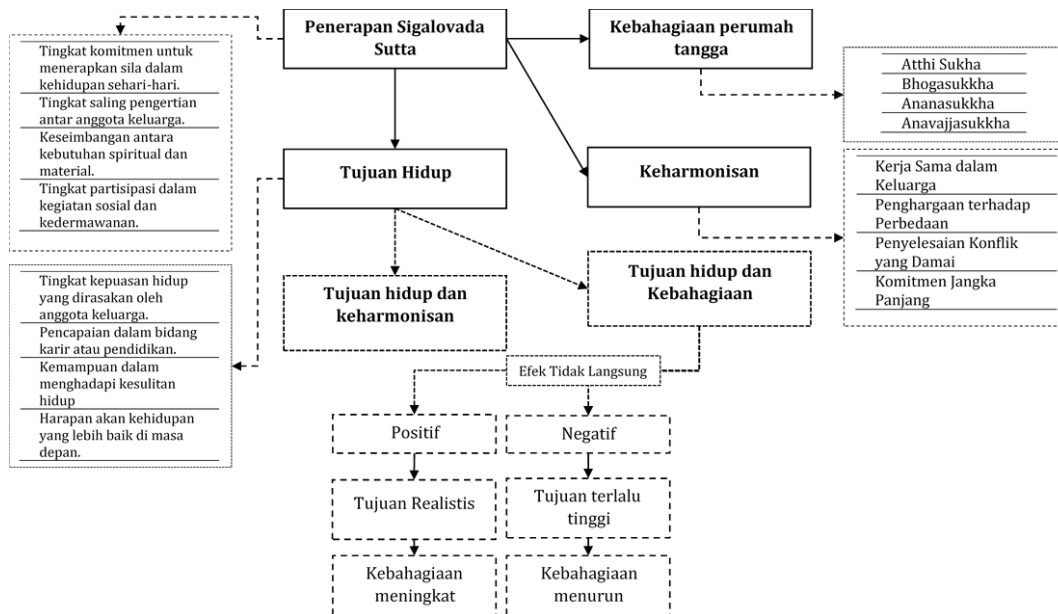 Penerapan Sigalovada
Sutta
Kebahagiaan perumah
tangga
Tingkat komitmen untuk
menerapkan sila dalam
kehidupan sehari-hari.
Tingkat saling pengertian
antar anggota keluarga.
Keseimbangan antara
kebutuhan spiritual dan
material.
Tingkat partisipasi dalam
kegiatan sosial dan
kedermawanan.
Atthi Sukha
Bhogasukkha
Ananasukkha
Anavajjasukkha
Tujuan Hidup
Keharmonisan
Kerja Sama dalam
Keluarga
Penghargaan terhadap
Perbedaan
Penyelesaian Konflik
yang Damai
Komitmen Jangka
Panjang
Tingkat kepuasan hidup
yang dirasakan oleh
anggota keluarga.
Pencapaian dalam bidang
karir atau pendidikan.
Kemampuan dalam
menghadapi kesulitan
hidup
Harapan akan kehidupan
yang lebih baik di masa
depan.
Tujuan hidup dan
keharmonisan
Tujuan hidup dan
Kebahagiaan
Efek Tidak Langsung
Positif
Negatif
Tujuan Realistis
Tujuan terlalu
tinggi
Kebahagiaan
meningkat
Kebahagiaan
menurun